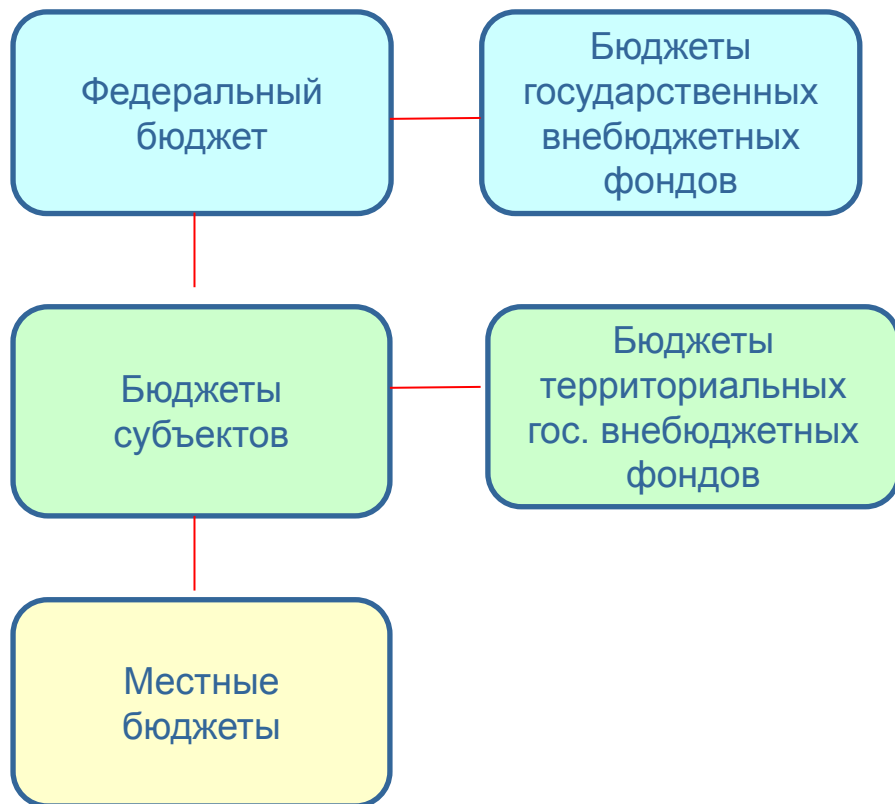 Федеральный
бюджет
Бюджеты
государственных
внебюджетных
фондов
Бюджеты
субъектов
Бюджеты
территориальных
гос. внебюджетных
фондов
Местные
бюджеты